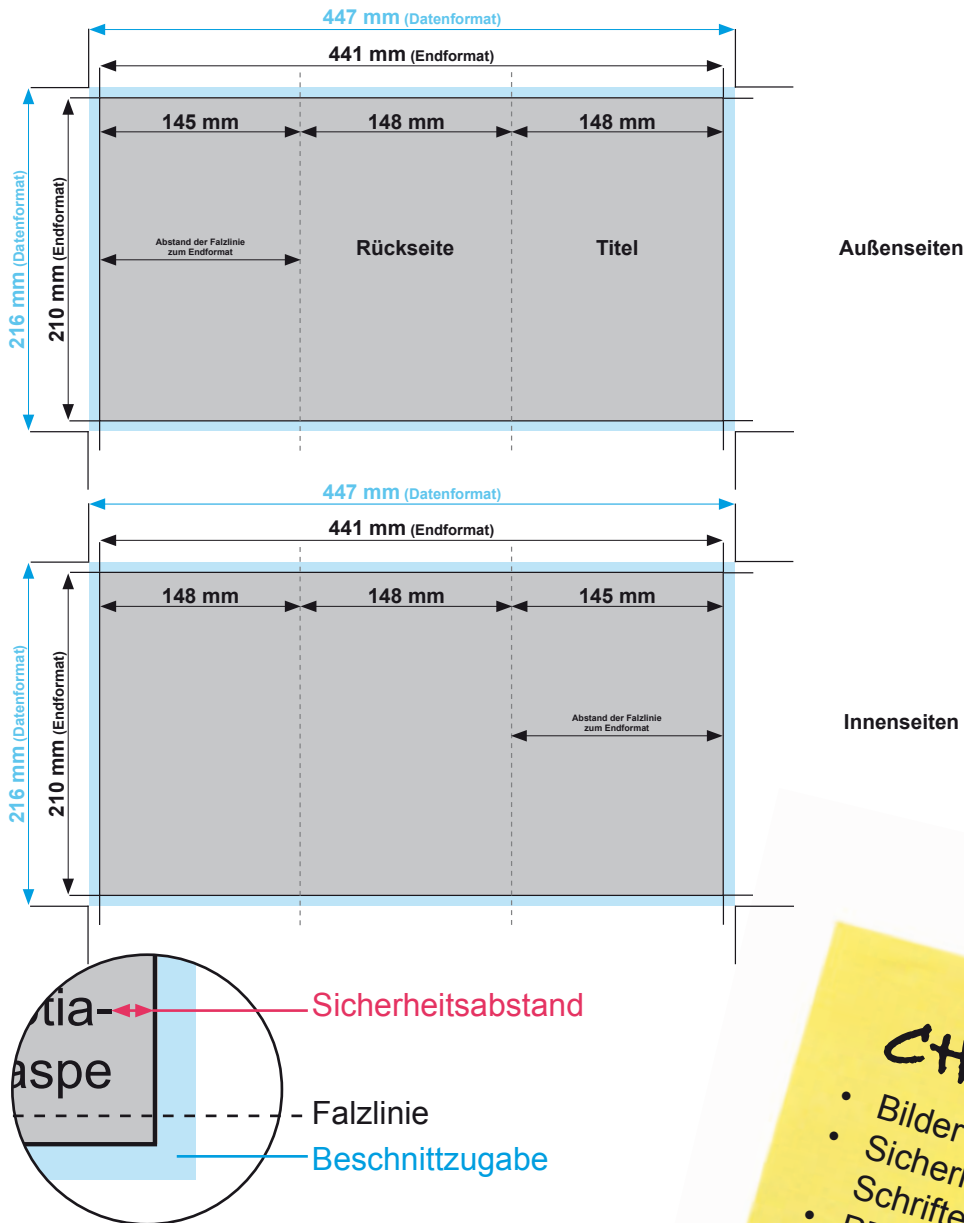 447 mm (Datenformat)
441 mm (Endformat)
145 mm
148 mm
148 mm
216 mm (Datenformat)
210 mm (Endformat)
Abstand der Falzlinie
zum Endformat
Rückseite
Titel
Außenseiten
447 mm (Datenformat)
441 mm (Endformat)
148 mm
148 mm
145 mm
216 mm (Datenformat)
210 mm (Endformat)
Abstand der Falzlinie
zum Endformat
Innenseiten
tia-
aspe
Sicherheitsabstand
Falzlinie
Beschnittzugabe
CH
• Bilder
• Sicher
Schrifte